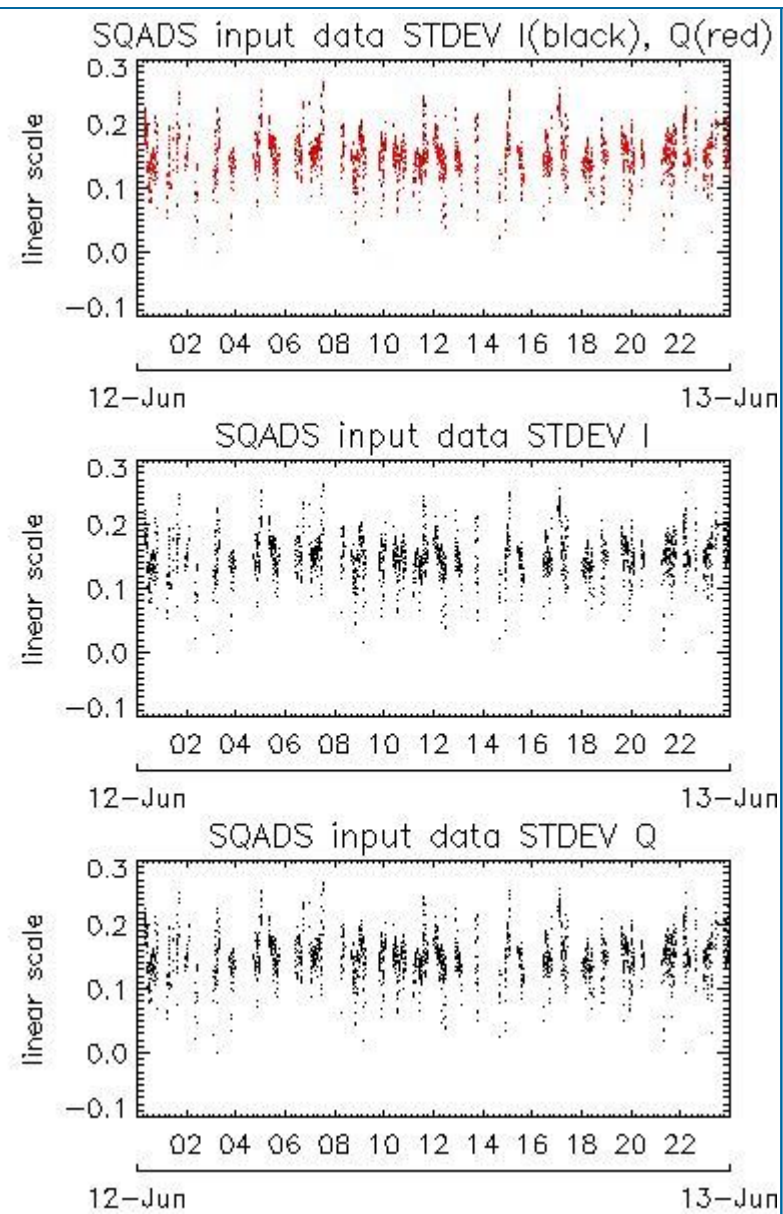 SQADS input data STDEV I(black), Q(red)
0.3
0.2
0.1
0.0
−0.1
linear scale
02 04 06 08 10 12 14 16 18 20 22
12−Jun 13−Jun
SQADS input data STDEV I
0.3
0.2
0.1
0.0
−0.1
linear scale
02 04 06 08 10 12 14 16 18 20 22
12−Jun 13−Jun
SQADS input data STDEV Q
0.3
0.2
0.1
0.0
−0.1
linear scale
02 04 06 08 10 12 14 16 18 20 22
12−Jun 13−Jun